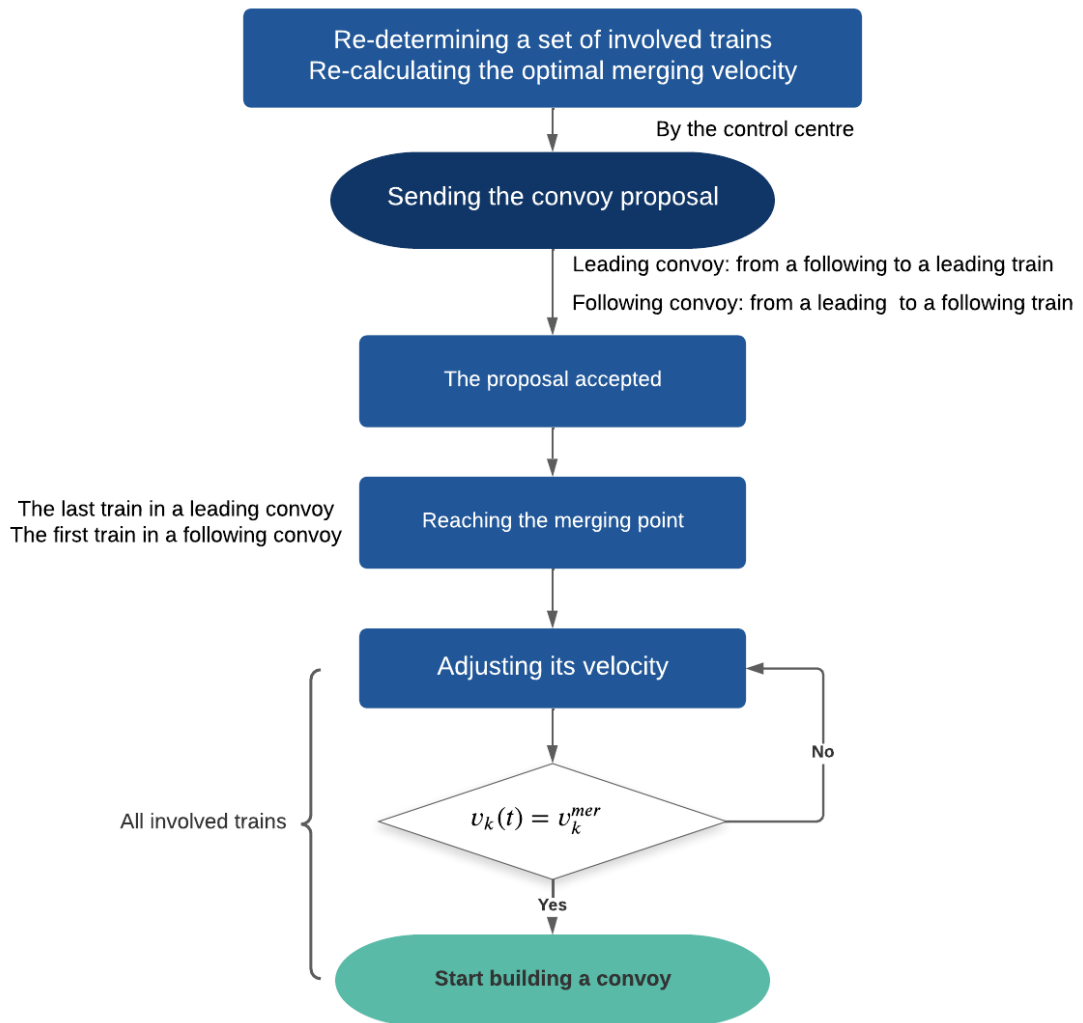 Re-determining a set of involved trains
Re-calculating the optimal merging velocity
By the control centre
Sending the convoy proposal
Leading convoy: from a following to a leading train
Following convoy: from a leading to a following train
The proposal accepted
The last train in a leading convoy
The first train in a following convoy
Reaching the merging point
Adjusting its velocity
No
All involved trains
$v_k(t) = v_k^{mer}$
Yes
Start building a convoy